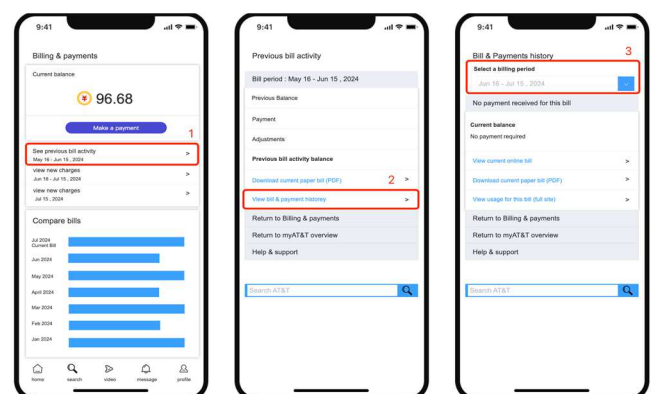 9:41
Billing & payments
Current balance
¥ 96.68
Make a payment
1
See previous bill activity
>
May 16 - Jun 15 , 2024
view new charges
>
Jun 16 - Jul 15 , 2024
view new charges
>
Jul 15 , 2024
Compare bills
Jul 2024
Current Bill
Jun 2024
May 2024
April 2024
Mar 2024
Feb 2024
Jan 2024
home search video message profile
9:41
Previous bill activity
Bill period : May 16 - Jun 15 , 2024
Previous Balance
Payment
Adjustments
Previous bill activity balance
2
Download current paper bill (PDF) >
View bill & payment historey >
Return to Billing & payments
Return to myAT&T overview
Help & support
Search AT&T
9:41
Bill & Payments history
3
Select a billing period
Jun 16 - Jul 15 , 2024
No payment received for this bill
Current balance
No payment required
View current online bill >
Download current paper bill (PDF) >
View usage for this bill (full site) >
Return to Billing & payments
Return to myAT&T overview
Help & support
Search AT&T